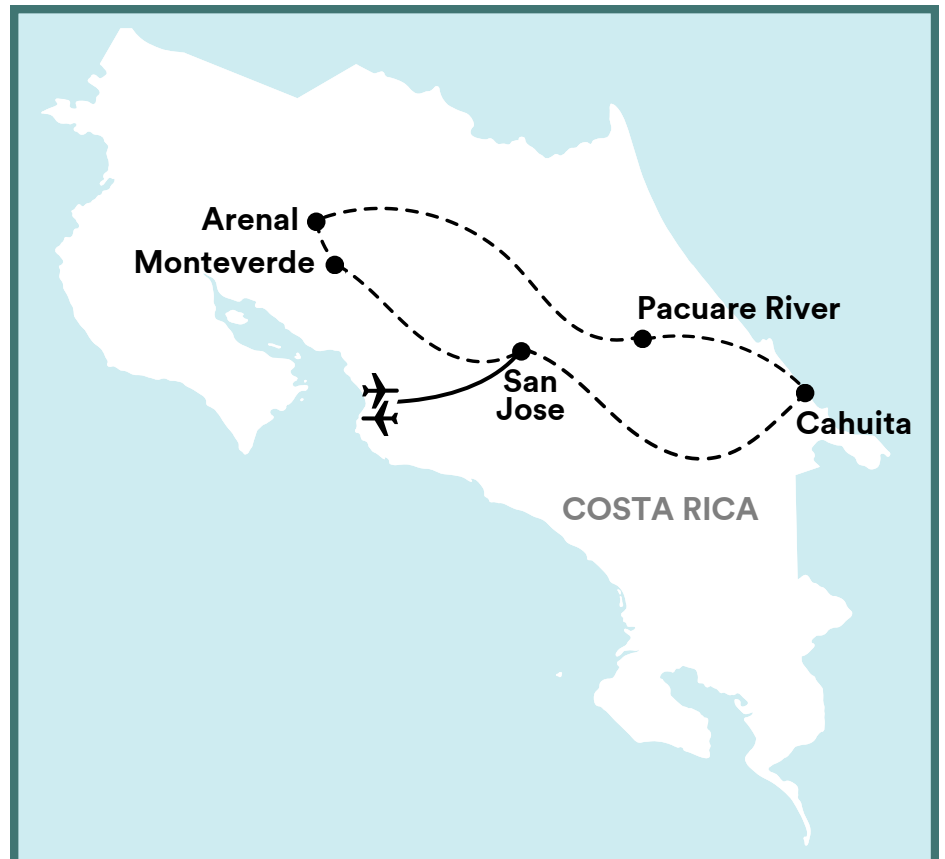 Arenal
Monteverde
Pacuare River
San
Jose
Cahuita
COSTA RICA